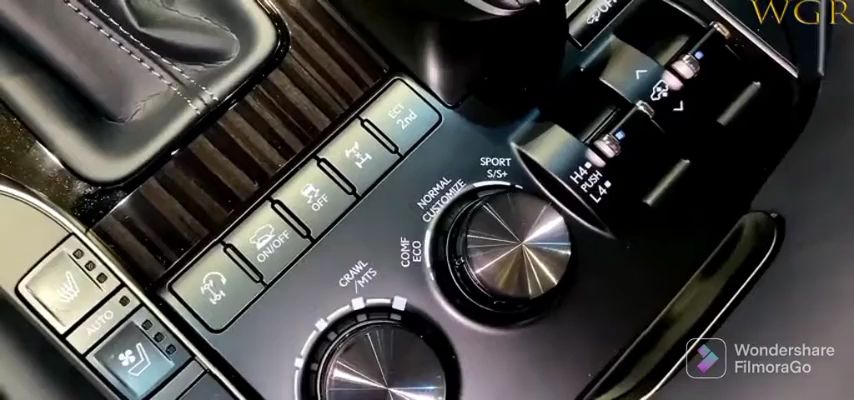 WGR
OFF
ECT
2nd
OFF
ON/OFF
SPORT
S/S+
NORMAL
CUSTOMIZE
COMF
ECO
CRAWL
/MTS
H4
PUSH
L4
AUTO
Wondershare
FilmoraGo